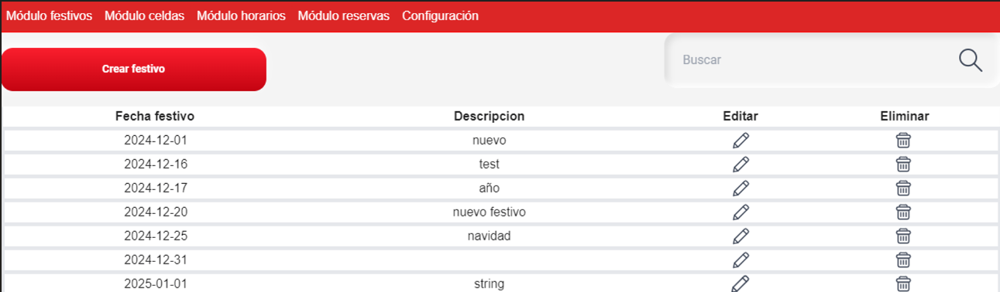 Módulo festivos Módulo celdas Módulo horarios Módulo reservas Configuración
Crear festivo
Buscar
Fecha festivo Descripcion Editar Eliminar
2024-12-01 nuevo
2024-12-16 test
2024-12-17 año
2024-12-20 nuevo festivo
2024-12-25 navidad
2024-12-31
2025-01-01 string